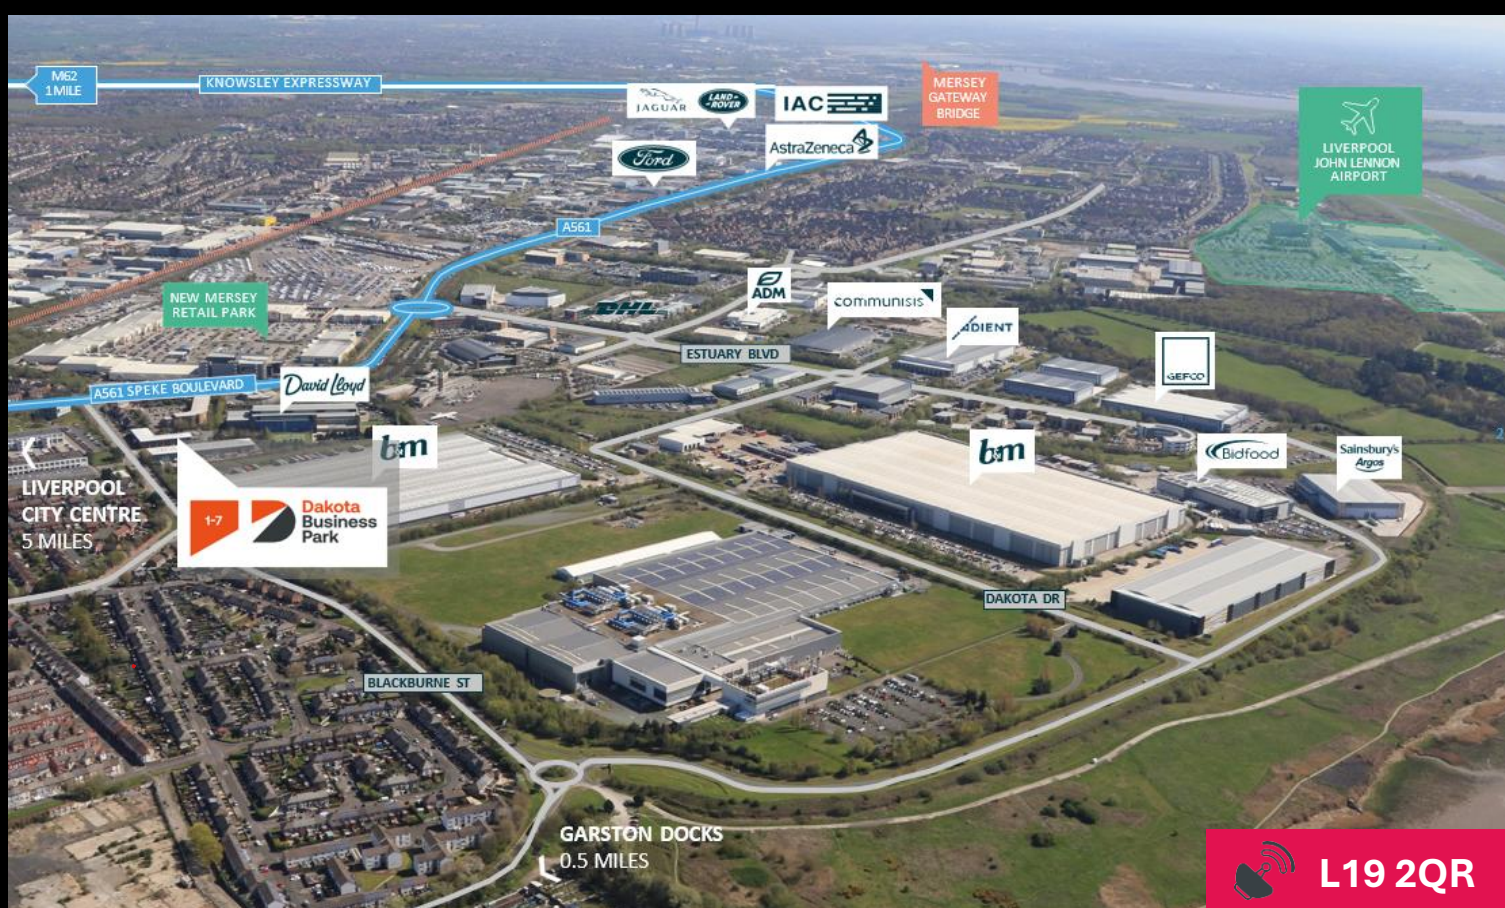 M62
1MILE
KNOWSLEY EXPRESSWAY
JAGUAR
LAND-
-ROVER
IAC
MERSEY
GATEWAY
BRIDGE
LIVERPOOL
JOHN LENNON
AIRPORT
Ford
AstraZeneca
A561
NEW MERSEY
RETAIL PARK
DHL
ADM
communisis
ADIENT
ESTUARY BLVD
GEFCO
A561 SPEKE BOULEVARD
David Lloyd
b&m
b&m
Bidfood
Sainsbury's
Argos
2
LIVERPOOL
CITY CENTRE
5 MILES
1-7
Dakota
Business
Park
DAKOTA DR
BLACKBURNE ST
GARSTON DOCKS
0.5 MILES
L19 2QR